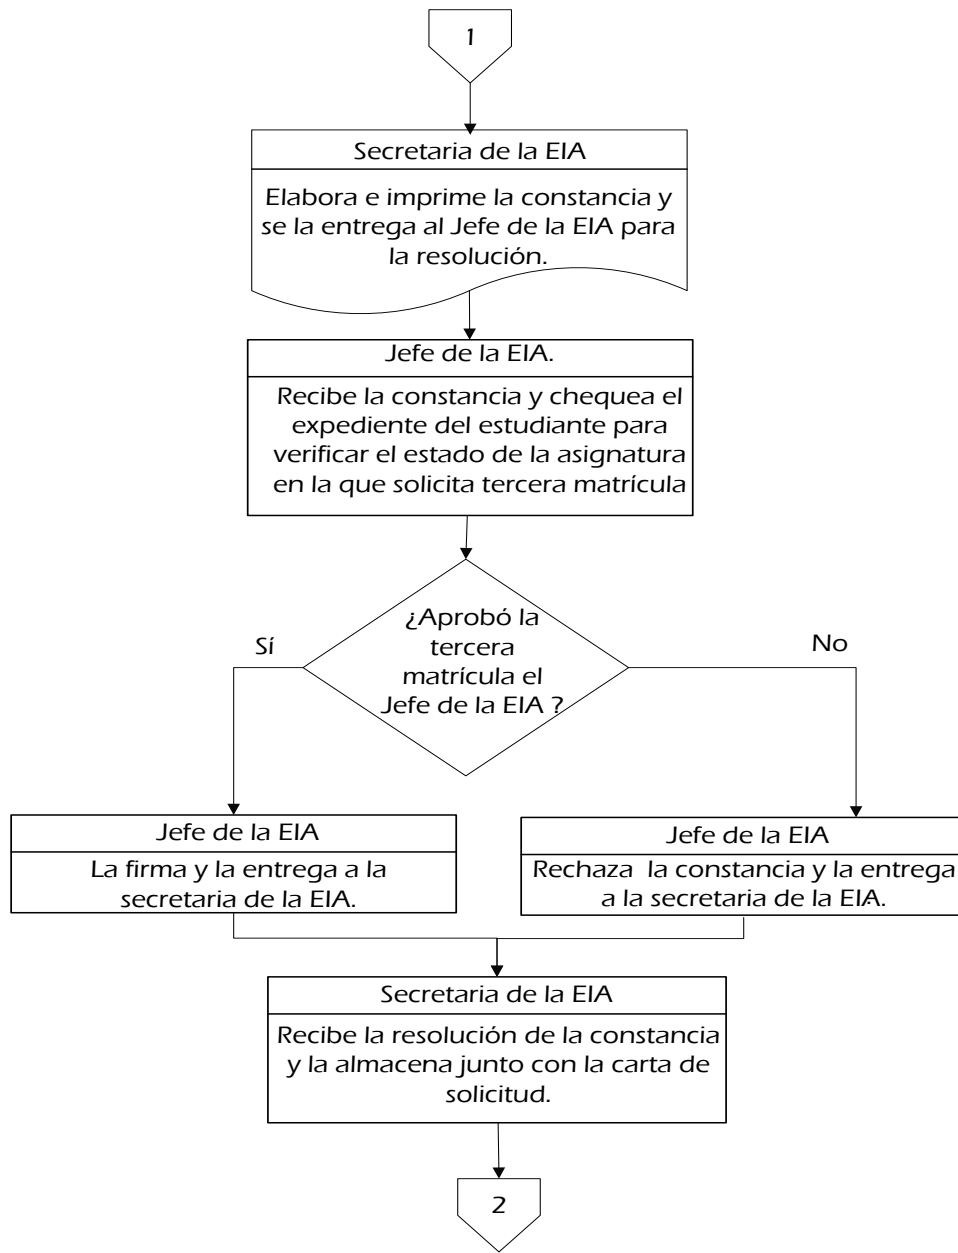 1
Secretaria de la EIA
Elabora e imprime la constancia y
se la entrega al Jefe de la EIA para
la resolución.
Jefe de la EIA.
Recibe la constancia y chequea el
expediente del estudiante para
verificar el estado de la asignatura
en la que solicita tercera matrícula
¿Aprobó la
tercera
matrícula el
Jefe de la EIA ?
Sí
No
Jefe de la EIA
La firma y la entrega a la
secretaria de la EIA.
Jefe de la EIA
Rechaza la constancia y la entrega
a la secretaria de la EIA.
Secretaria de la EIA
Recibe la resolución de la constancia
y la almacena junto con la carta de
solicitud.
2